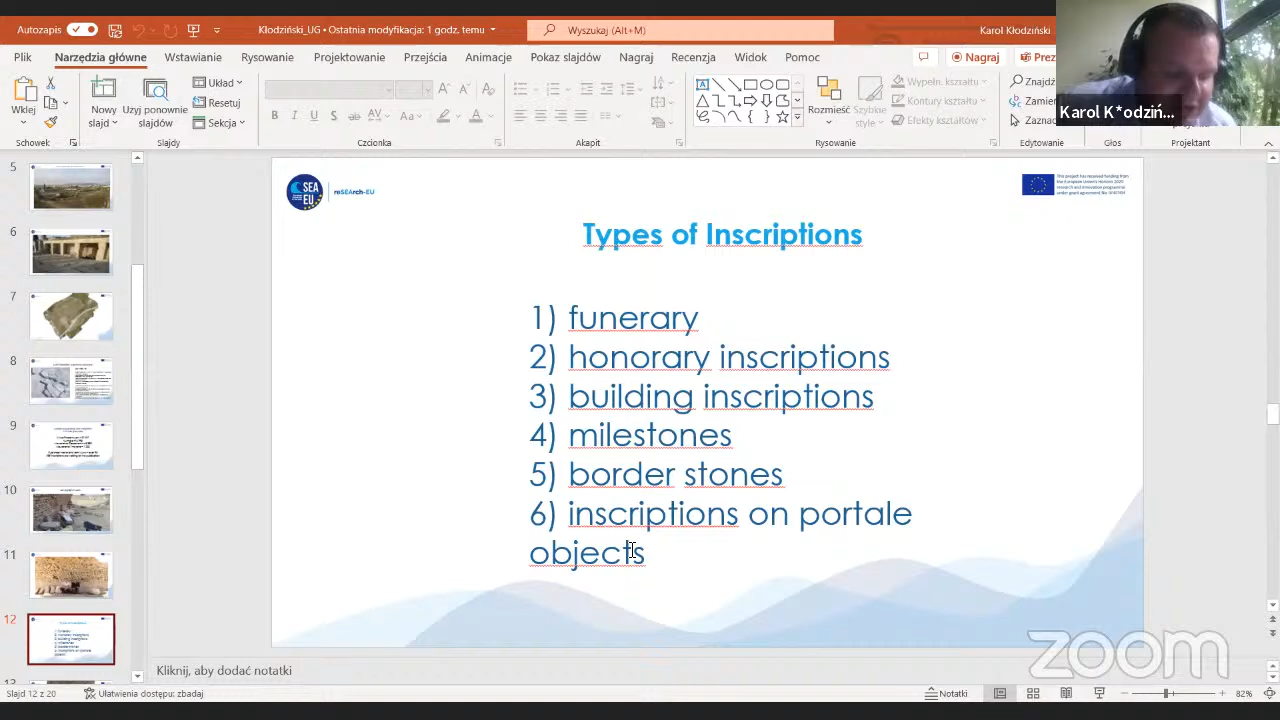 Autozapis
Kłodziński_UG • Ostatnia modyfikacja: 1 godz. temu
Wyszukaj (Alt+M)
Karol Kłodziński
Plik
Narzędzia główne
Wstawianie
Rysowanie
Projektowanie
Przejścia
Animacje
Pokaz slajdów
Nagraj
Recenzja
Widok
Pomoc
Nagraj
Prez
Wklej
Nowy slajd
Użyj ponownie slajdów
Układ
Resetuj
Sekcja
Rozmieść
Szybkie style
Wypełn. kształtu
Kontury kształtu
Efekty kształtów
Znajdź
Zamień
Zaznac
Karol K*odziń...
Schowek
Slajdy
Czcionka
Akapit
Rysowanie
Edytowanie
Głos
Projektant
5
6
7
8
9
10
11
12
13
SEA
EU
reSEArch-EU
This project has received funding from
the European Union's Horizon 2020
research and innovation programme
Types of Inscriptions
1) funerary
2) honorary inscriptions
3) building inscriptions
4) milestones
5) border stones
6) inscriptions on portale
objects
zoom
Kliknij, aby dodać notatki
Slajd 12 z 20
Ułatwienia dostępu: zbadaj
Notatki
82%